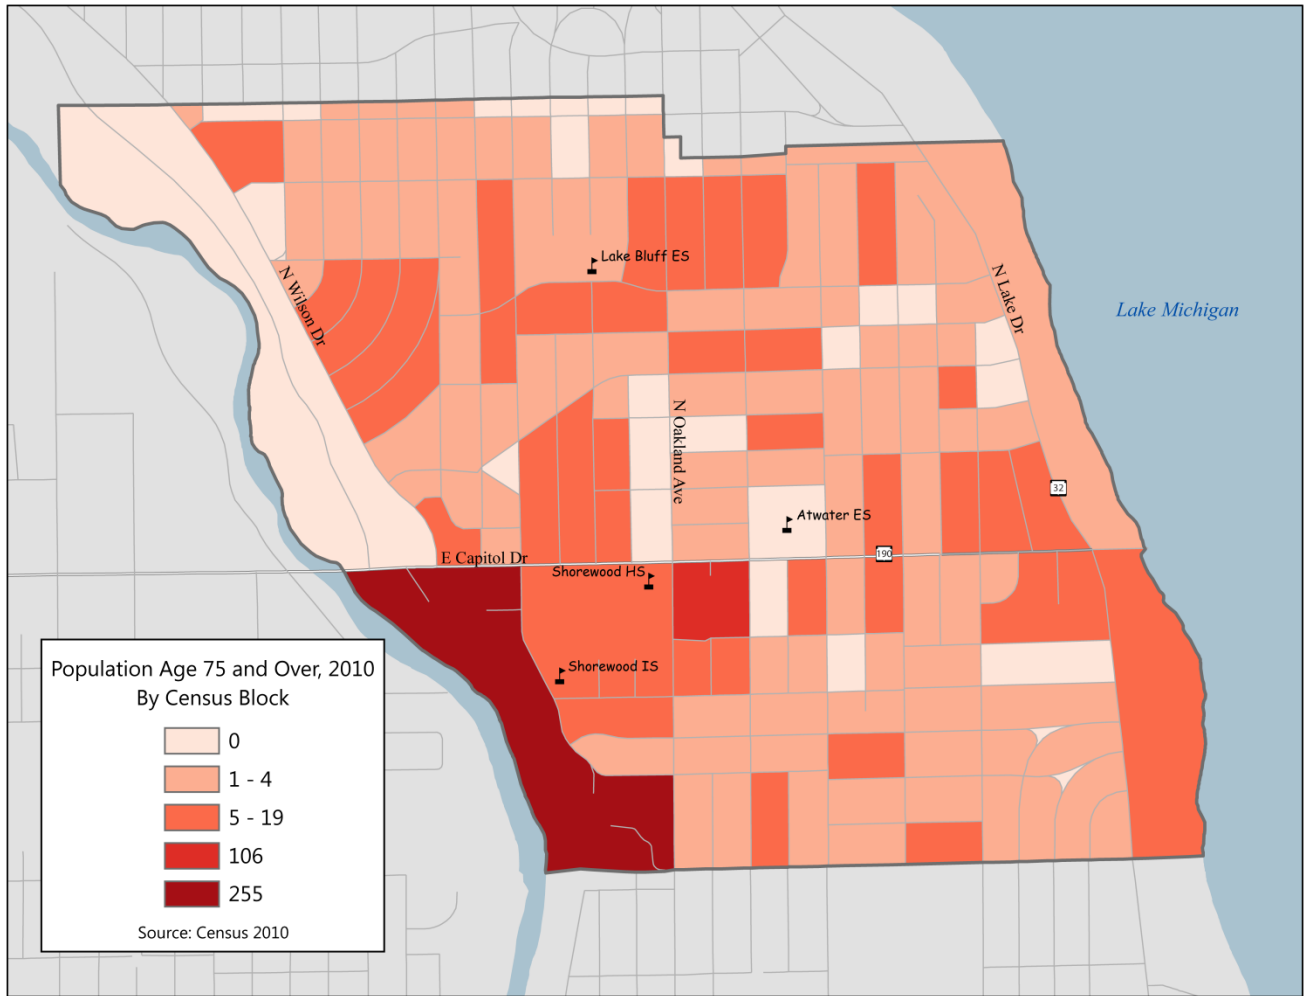 Lake Bluff ES
N Wilson Dr
N Lake Dr
Lake Michigan
N Oakland Ave
32
Atwater ES
190
E Capitol Dr
Shorewood HS
Shorewood IS
Population Age 75 and Over, 2010
By Census Block
0
1 - 4
5 - 19
106
255
Source: Census 2010